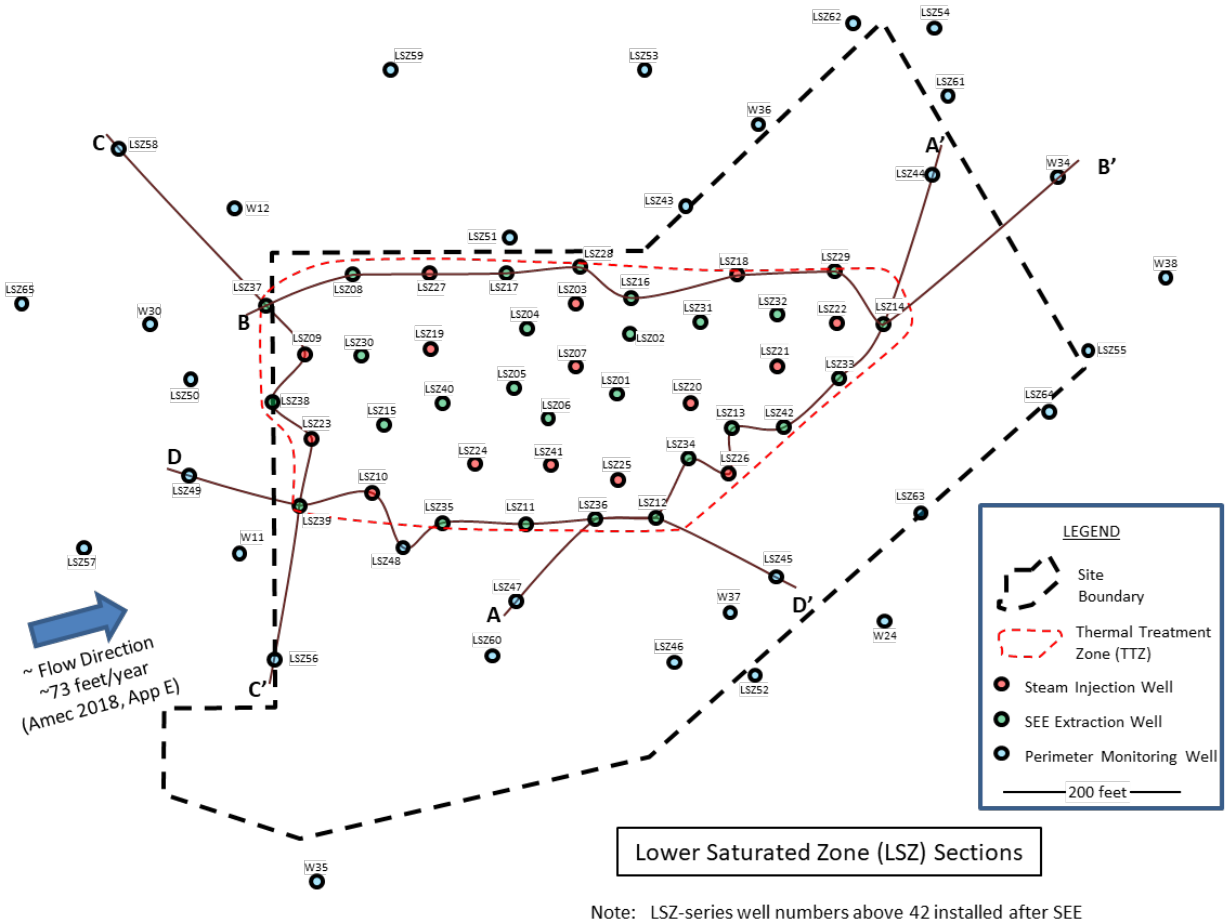 LSZ62
LSZ54
LSZ59
LSZ53
LSZ61
W36
C
LSZ58
A’
LSZ44
W34
B’
W12
LSZ43
LSZ51
LSZ28
W38
LSZ37
LSZ08
LSZ27
LSZ17
LSZ18
LSZ29
LSZ65
LSZ16
LSZ03
LSZ14
B
W30
LSZ04
LSZ31
LSZ32
LSZ22
LSZ09
LSZ30
LSZ19
LSZ02
LSZ55
LSZ50
LSZ07
LSZ21
LSZ33
LSZ05
LSZ01
LSZ38
LSZ40
LSZ20
LSZ64
LSZ15
LSZ06
LSZ13
LSZ42
LSZ23
D
LSZ34
LSZ24
LSZ41
LSZ26
LSZ49
LSZ10
LSZ25
LSZ63
LSZ39
LSZ35
LSZ11
LSZ36
LSZ12
W11
LSZ48
LSZ57
LSZ45
LSZ47
A
D’
W37
W24
LSZ60
LSZ46
LSZ52
LSZ56
C’
~ Flow Direction
~73 feet/year
(Amec 2018, App E)
W35
LEGEND
Site
Boundary
Thermal Treatment
Zone (TTZ)
Steam Injection Well
SEE Extraction Well
Perimeter Monitoring Well
200 feet
Lower Saturated Zone (LSZ) Sections
Note: LSZ-series well numbers above 42 installed after SEE